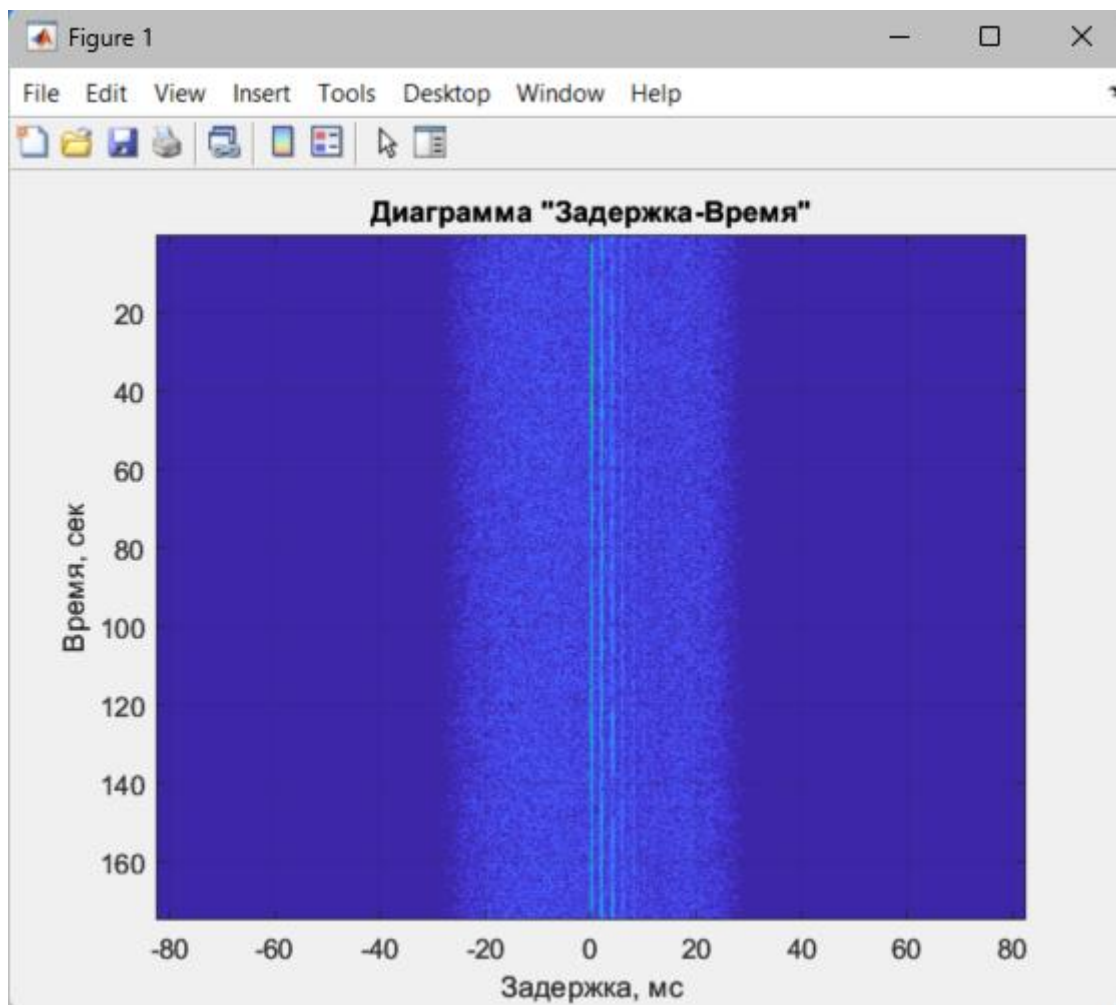 Figure 1
File Edit View Insert Tools Desktop Window Help
Диаграмма "Задержка-Время"
20
40
60
80
100
120
140
160
Время, сек
-80 -60 -40 -20 0 20 40 60 80
Задержка, мс